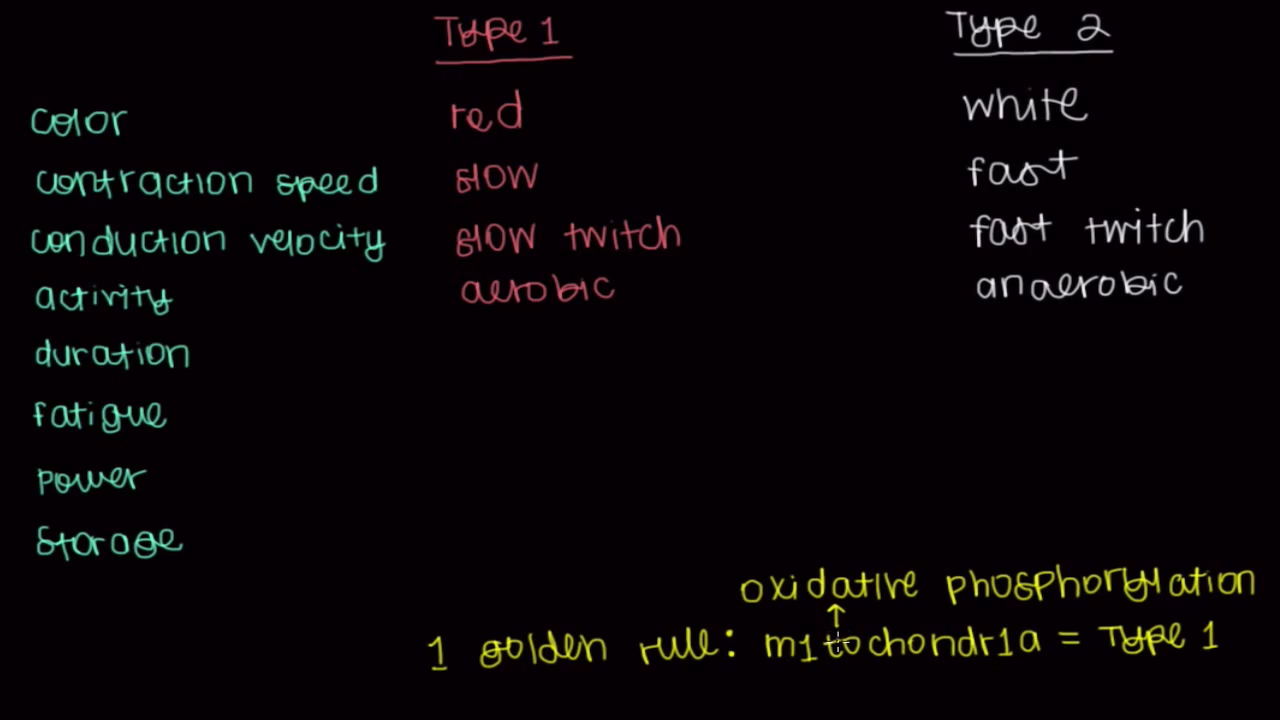 Type 1 Type 2
color red white
contraction speed slow fast
conduction velocity slow twitch fast twitch
activity aerobic anaerobic
duration
fatigue
power
storage
oxidative phosphorylation
↑
1 golden rule: mitochondria = Type 1